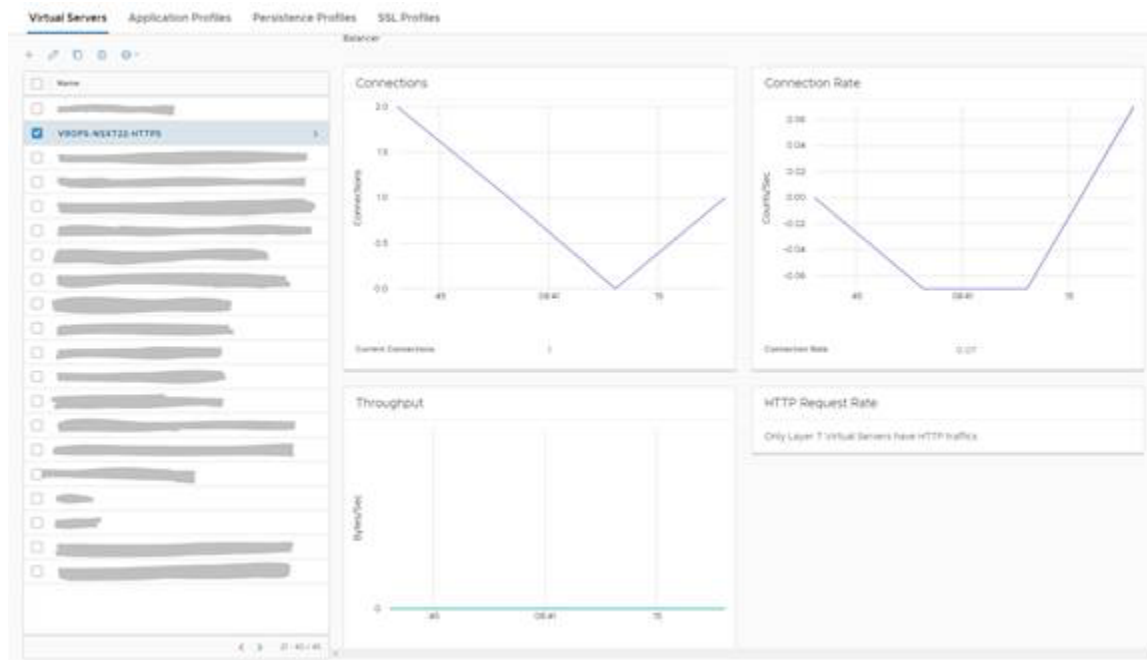 Virtual Servers Application Profiles Persistence Profiles SSL Profiles
Balancer
Name
VROPS-NSXT22-HTTPS
Connections
2.0
1.5
1.0
0.5
0.0
Connections
:45 08:41 :15
Current Connections 1
Connection Rate
0.06
0.04
0.02
0.00
-0.02
-0.04
-0.06
Counts/Sec
:45 08:41 :15
Connection Rate 0.07
Throughput
Bytes/Sec
0
:45 08:41 :15
HTTP Request Rate
Only Layer 7 Virtual Servers have HTTP traffics
21 - 40 / 45